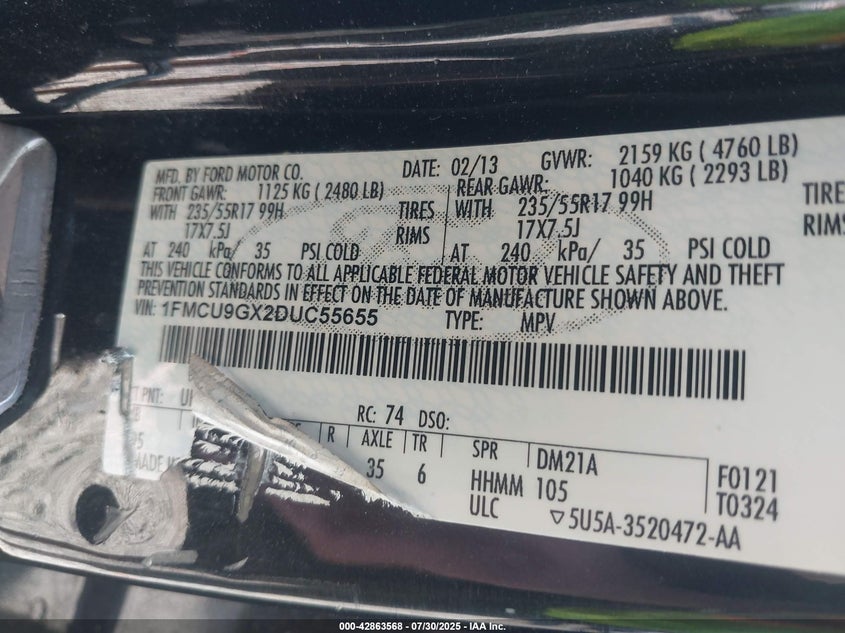 MFD. BY FORD MOTOR CO. DATE: 02/13 GVWR: 2159 KG ( 4760 LB)
FRONT GAWR: 1125 KG ( 2480 LB) REAR GAWR: 1040 KG ( 2293 LB)
WITH 235/55R17 99H TIRES WITH 235/55R17 99H TIRE
17X7.5J RIMS 17X7.5J RIMS
AT 240 kPa/ 35 PSI COLD AT 240 kPa/ 35 PSI COLD
THIS VEHICLE CONFORMS TO ALL APPLICABLE FEDERAL MOTOR VEHICLE SAFETY AND THEFT
PREVENTION STANDARDS IN EFFECT ON THE DATE OF MANUFACTURE SHOWN ABOVE.
VIN: 1FMCU9GX2DUC55655 TYPE: MPV
PNT:
RC: 74 DSO:
R AXLE TR SPR DM21A F0121
35 6 HHMM 105 T0324
ULC 5U5A-3520472-AA
MADE
000-42863568 - 07/30/2025 - IAA Inc.